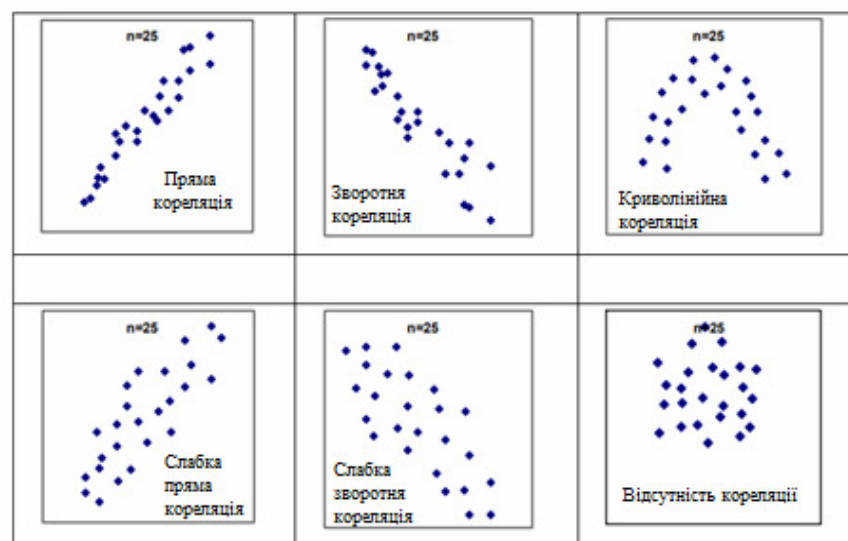 n=25
Пряма
кореляція
n=25
Зворотня
кореляція
n=25
Криволінійна
кореляція
n=25
Слабка
пряма
кореляція
n=25
Слабка
зворотня
кореляція
n=25
Відсутність кореляції